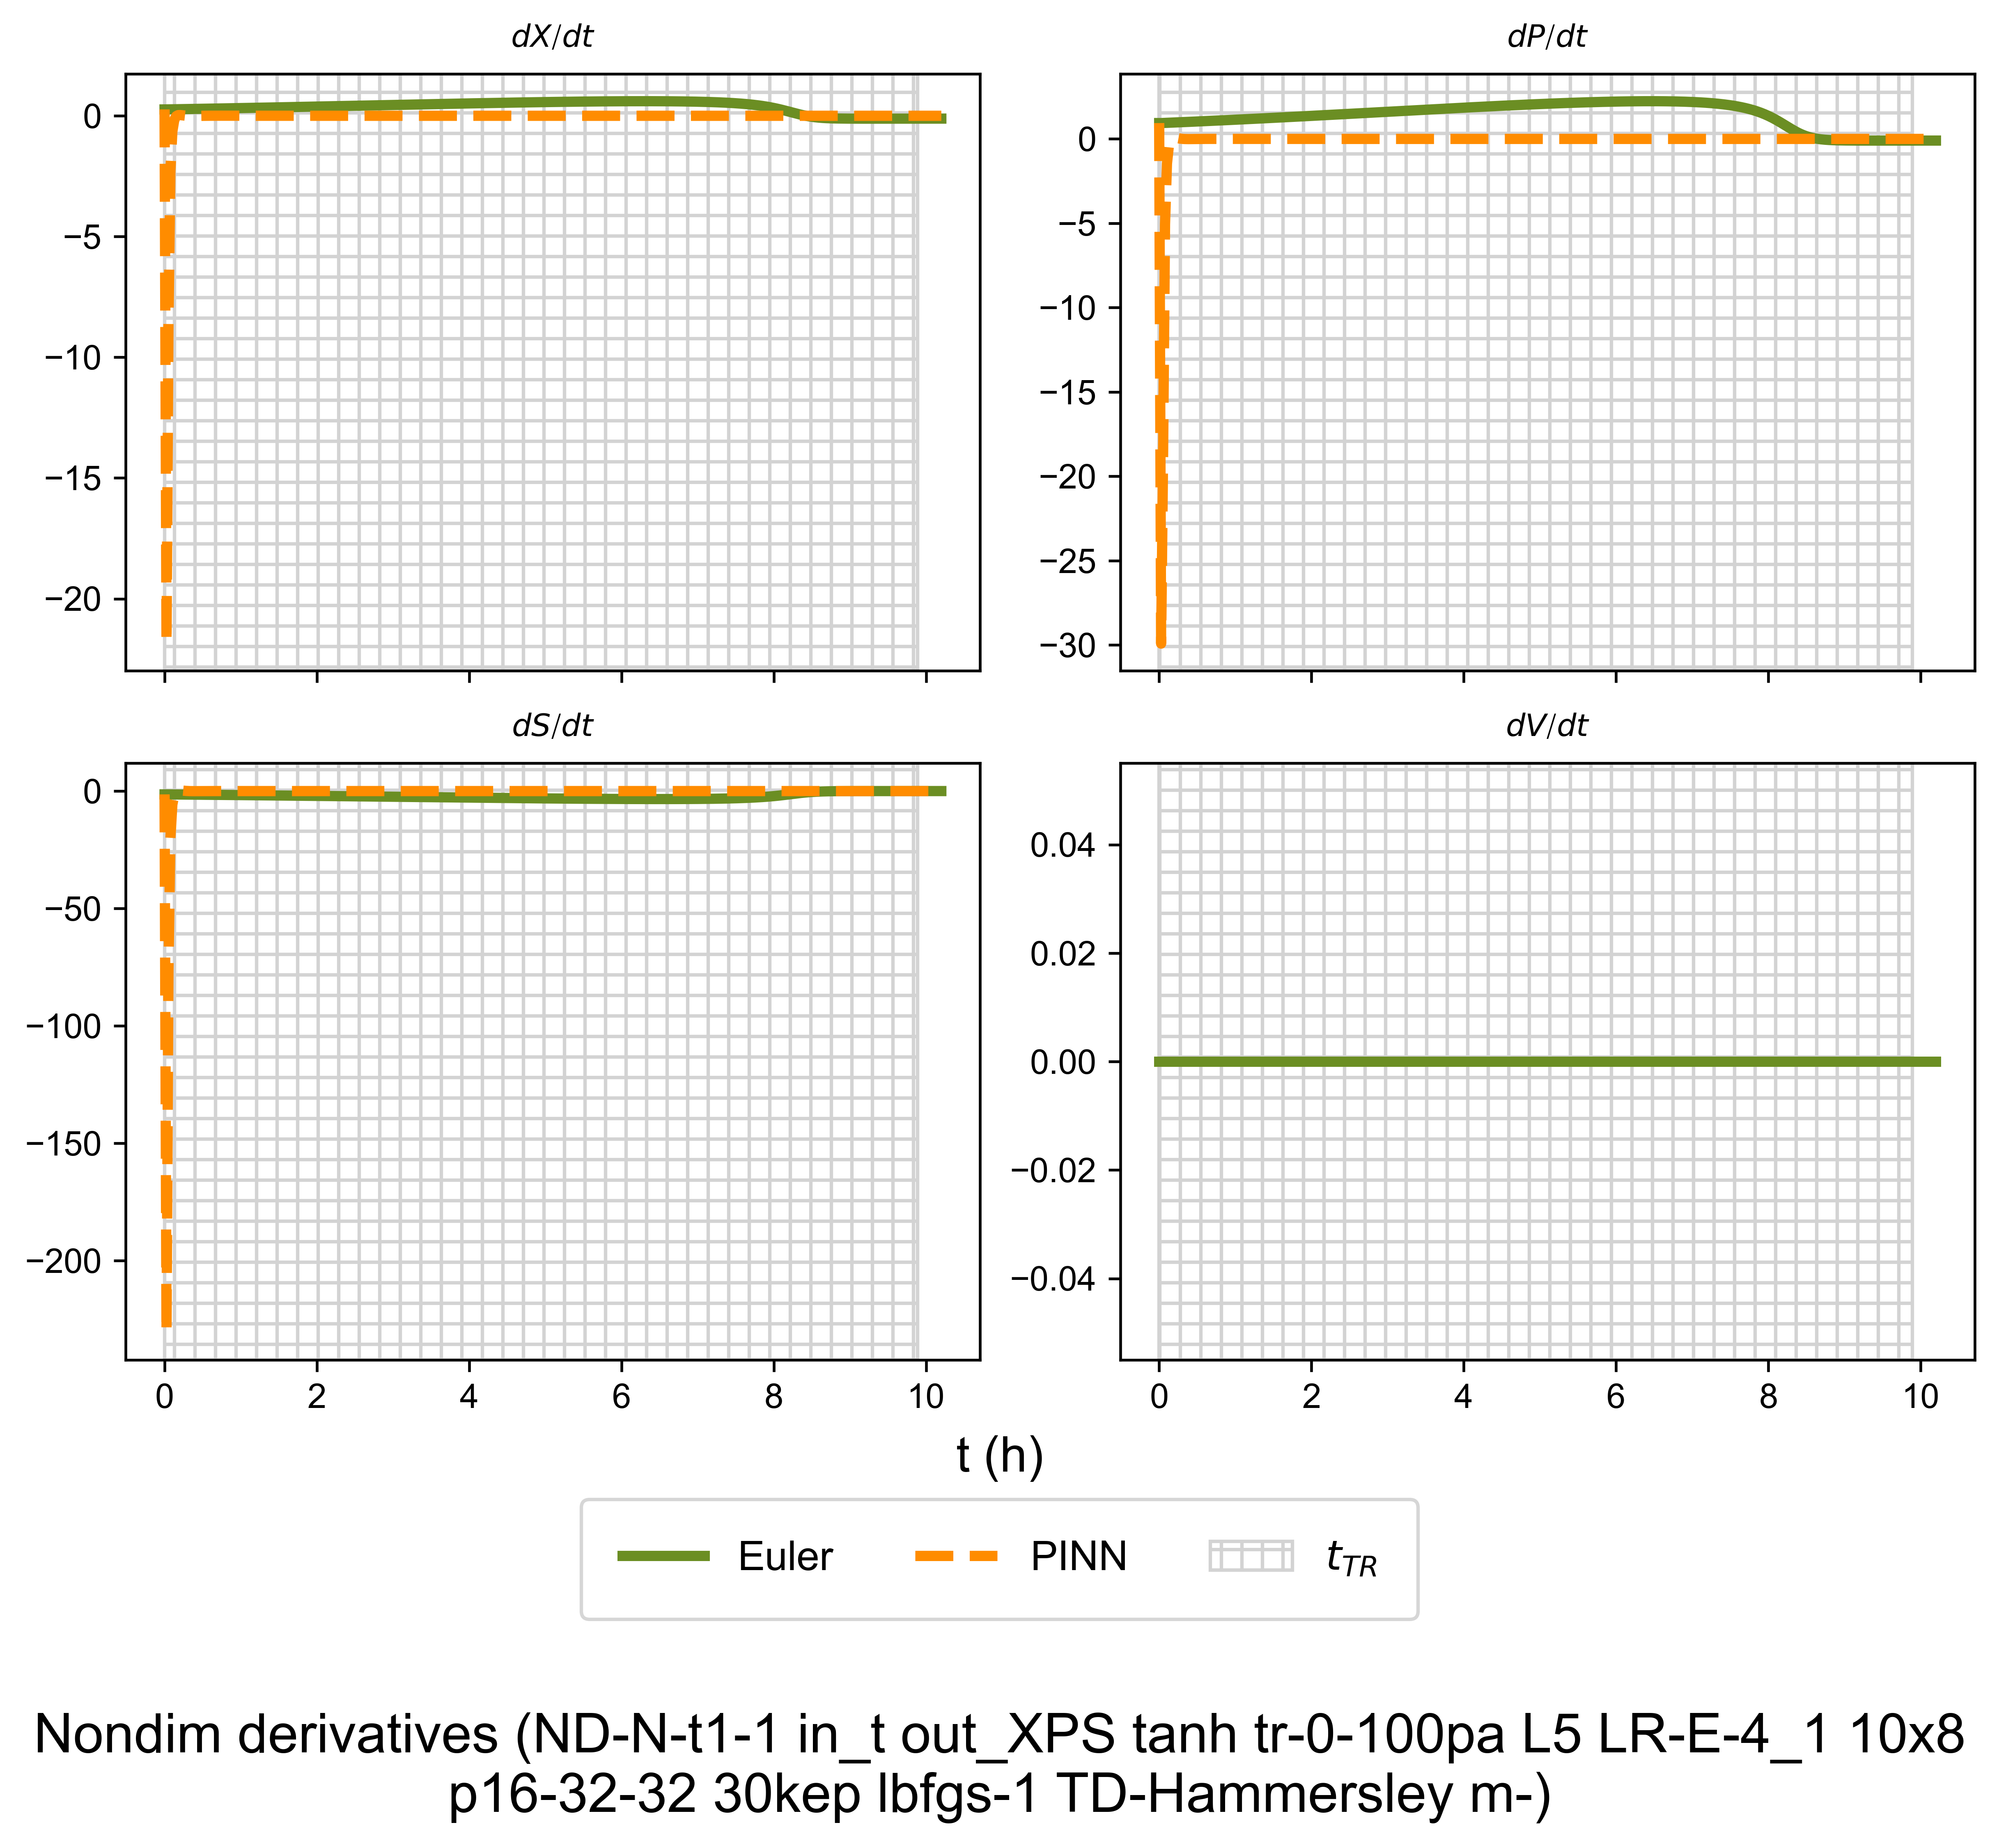 dX/dt
dP/dt
0
−5
−10
−15
−20
0
−5
−10
−15
−20
−25
−30
dS/dt
dV/dt
0
−50
−100
−150
−200
0.04
0.02
0.00
−0.02
−0.04
0 2 4 6 8 10
0 2 4 6 8 10
t (h)
Euler PINN t_TR
Nondim derivatives (ND-N-t1-1 in_t out_XPS tanh tr-0-100pa L5 LR-E-4_1 10x8
p16-32-32 30kep lbfgs-1 TD-Hammersley m-)